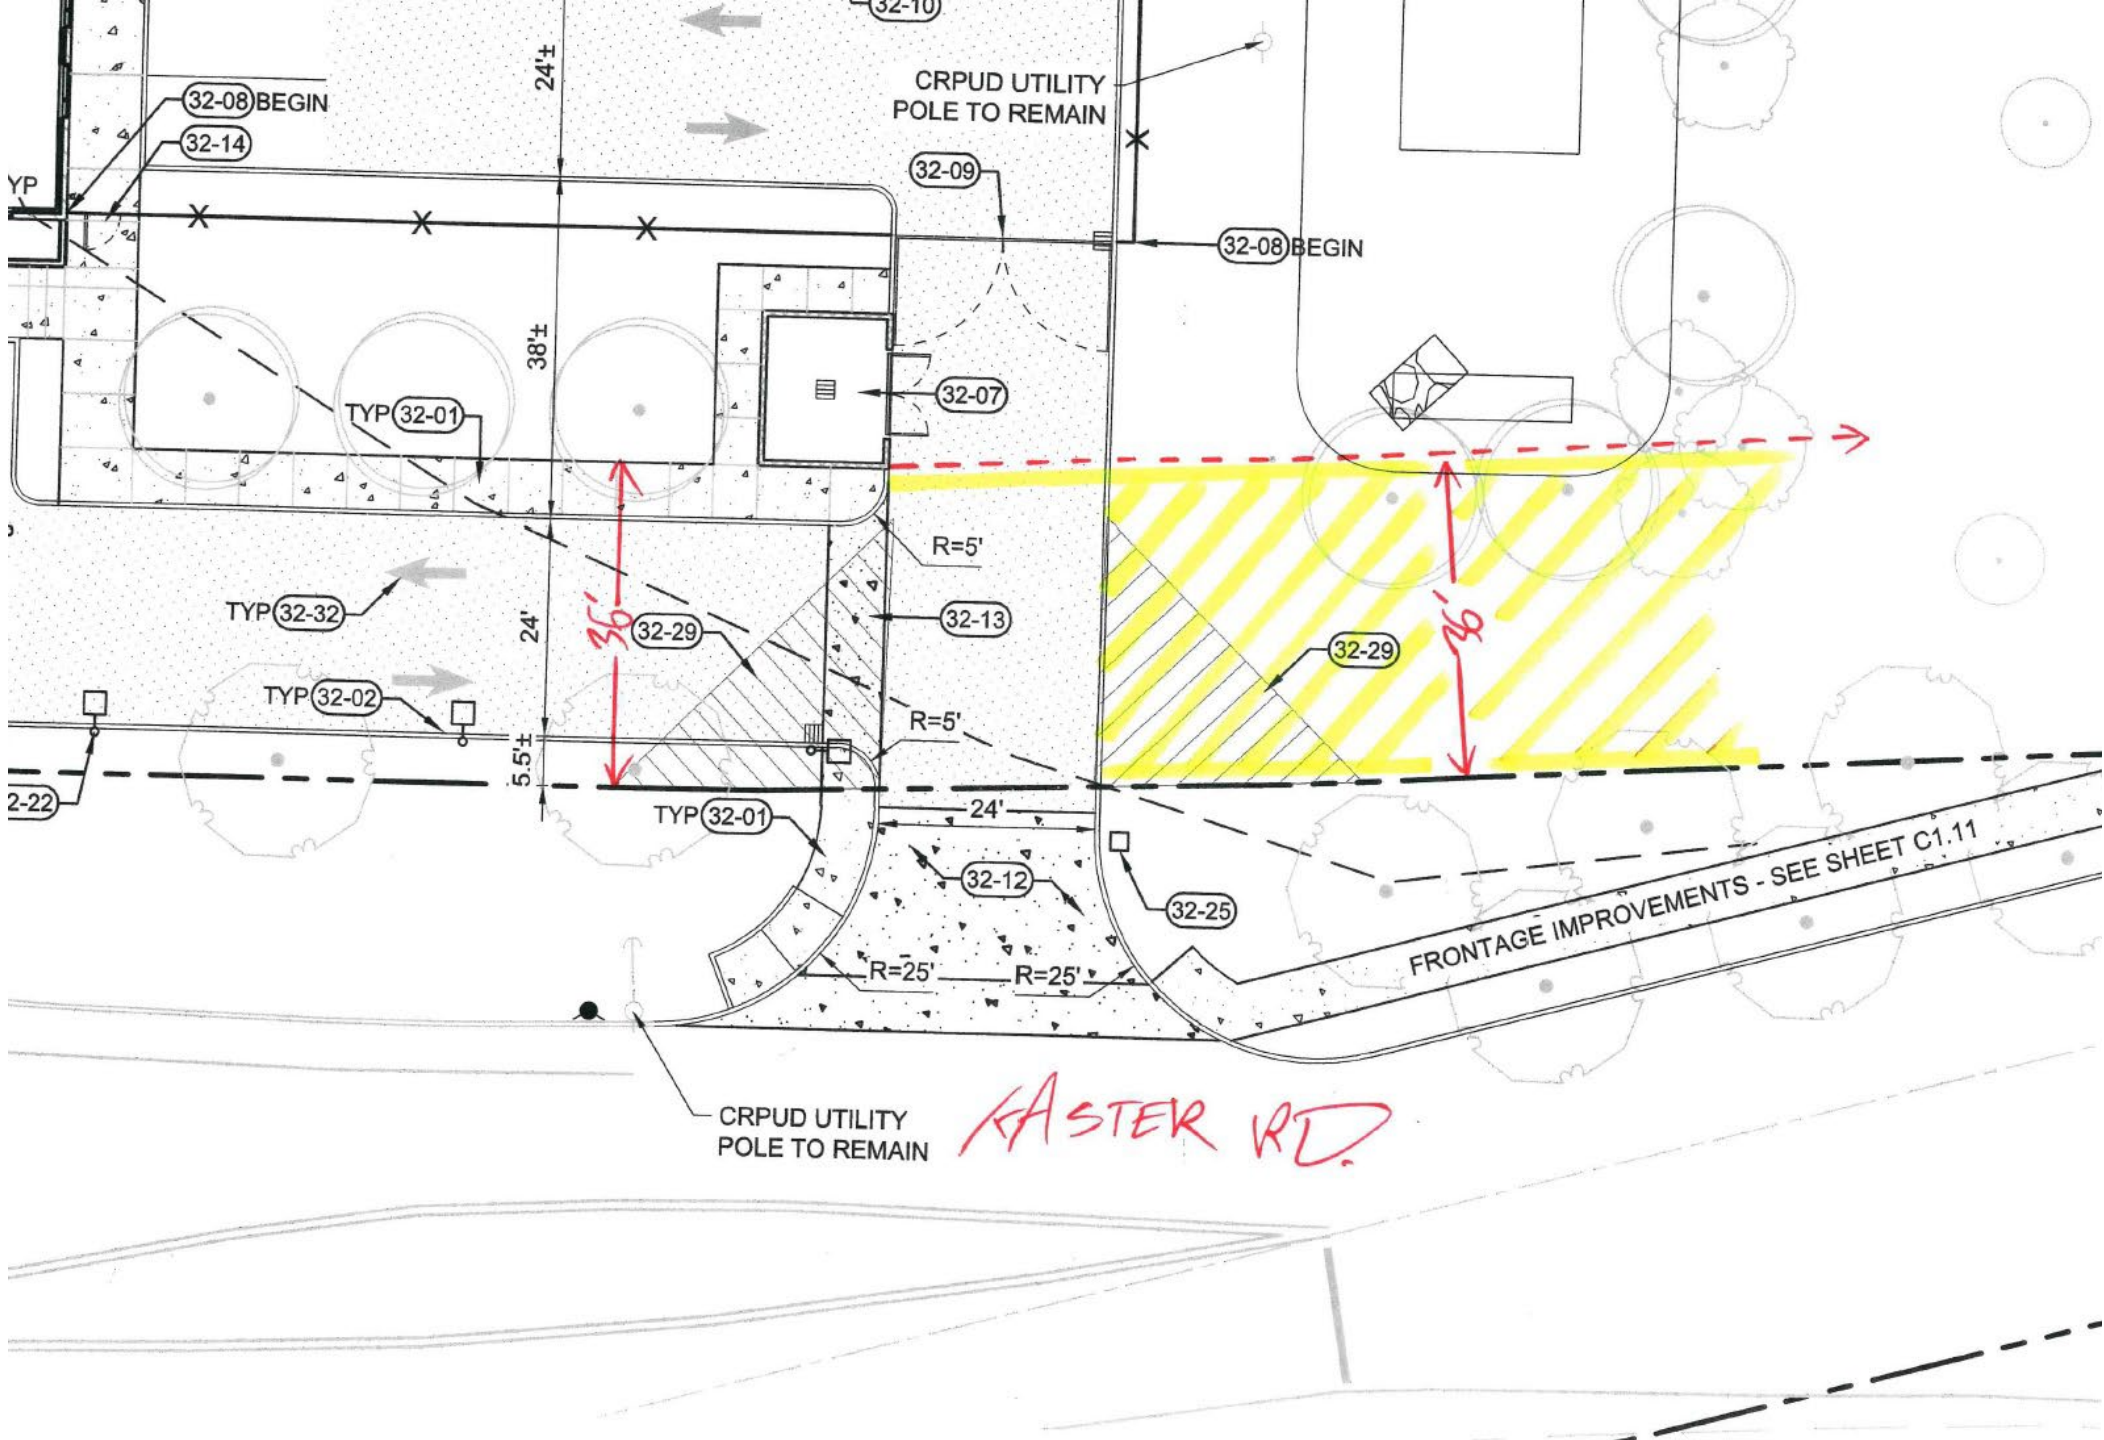 32-10
24'±
CRPUD UTILITY
POLE TO REMAIN
32-08 BEGIN
32-14
32-09
YP
32-08 BEGIN
38'±
TYP 32-01
32-07
R=5'
TYP 32-32
24'
36'
32-29
32-13
36'
32-29
TYP 32-02
R=5'
5.5'±
2-22
TYP 32-01
24'
32-12
32-25
FRONTAGE IMPROVEMENTS - SEE SHEET C1.11
R=25'
R=25'
CRPUD UTILITY
POLE TO REMAIN
KASTER RD.